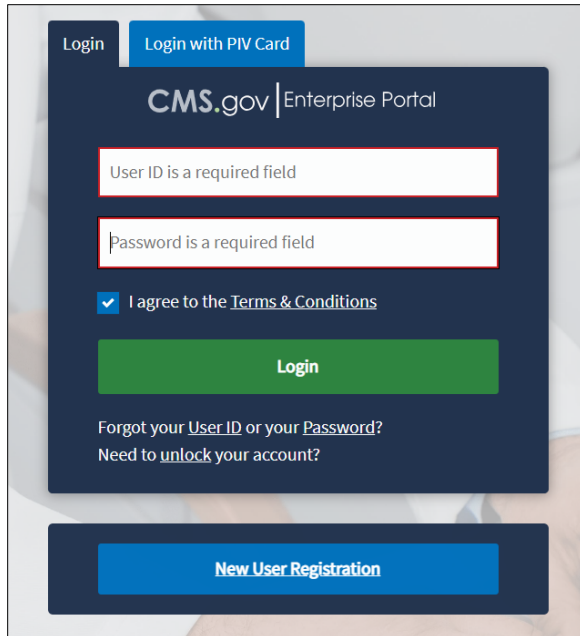 Login
Login with PIV Card
CMS.gov Enterprise Portal
User ID is a required field
Password is a required field
I agree to the Terms & Conditions
Login
Forgot your User ID or your Password?
Need to unlock your account?
New User Registration